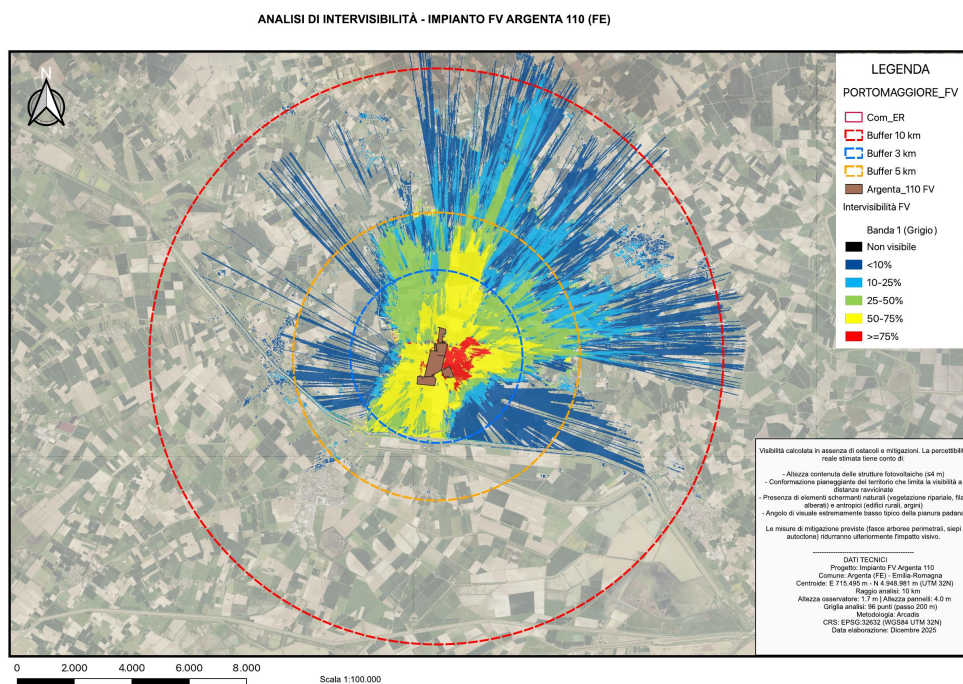 ANALISI DI INTERVISIBILITÀ - IMPIANTO FV ARGENTA 110 (FE)
N
LEGENDA
PORTOMAGGIORE_FV
Com_ER
Buffer 10 km
Buffer 3 km
Buffer 5 km
Argenta_110 FV
Intervisibilità FV
Banda 1 (Grigio)
Non visibile
<10%
10-25%
25-50%
50-75%
>=75%
Visibilità calcolata in assenza di ostacoli e mitigazioni. La percettibili
reale stimata tiene conto di:
- Altezza contenuta delle strutture fotovoltaiche (≤4 m)
- Conformazione pianeggiante del territorio che limita la visibilità a
distanze ravvicinate
- Presenza di elementi schermanti naturali (vegetazione ripariale, fila
alberati) e antropici (edifici rurali, argini)
- Angolo di visuale estremamente basso tipico della pianura padana
Le misure di mitigazione previste (fasce arboree perimetrali, siepi
autoctone) ridurranno ulteriormente l'impatto visivo.
----------------------------------------
DATI TECNICI
Progetto: Impianto FV Argenta 110
Comune: Argenta (FE) - Emilia-Romagna
Centroide: E 715.495 m - N 4.948.981 m (UTM 32N)
Raggio analisi: 10 km
Altezza osservatore: 1.7 m | Altezza pannelli: 4.0 m
Griglia analisi: 96 punti (passo 200 m)
Metodologia: Arcadis
CRS: EPSG:32632 (WGS84 UTM 32N)
Data elaborazione: Dicembre 2025
0 2.000 4.000 6.000 8.000
Scala 1:100.000